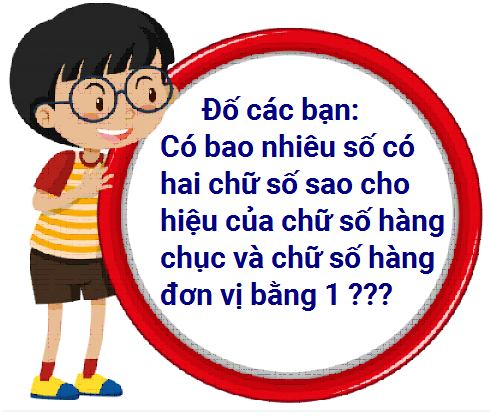 Đố các bạn:
Có bao nhiêu số có
hai chữ số sao cho
hiệu của chữ số hàng
chục và chữ số hàng
đơn vị bằng 1 ???